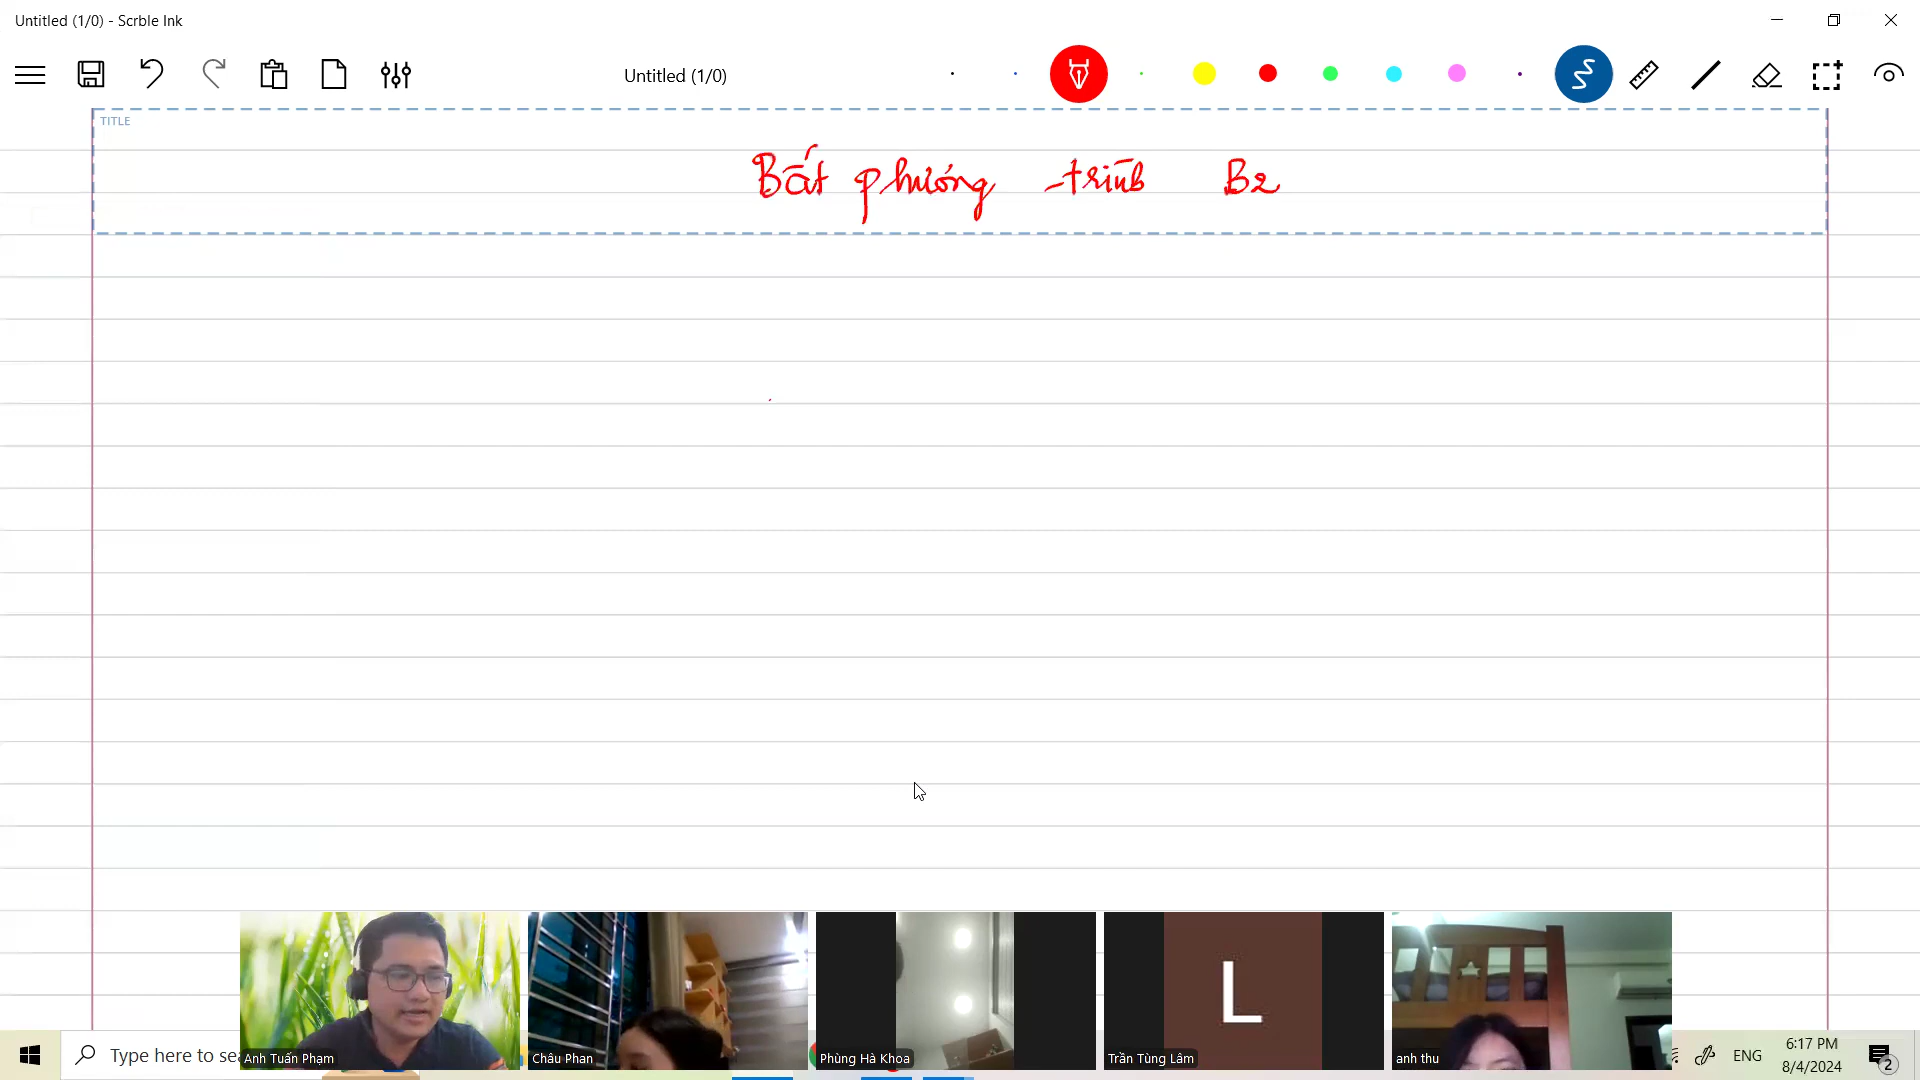 Untitled (1/0) - Scrble Ink
Untitled (1/0)
TITLE
Bất phương trình B2
Anh Tuấn Phạm
Châu Phan
Phùng Hà Khoa
L
Trần Tùng Lâm
anh thu
Type here to se
ENG
6:17 PM
8/4/2024
2